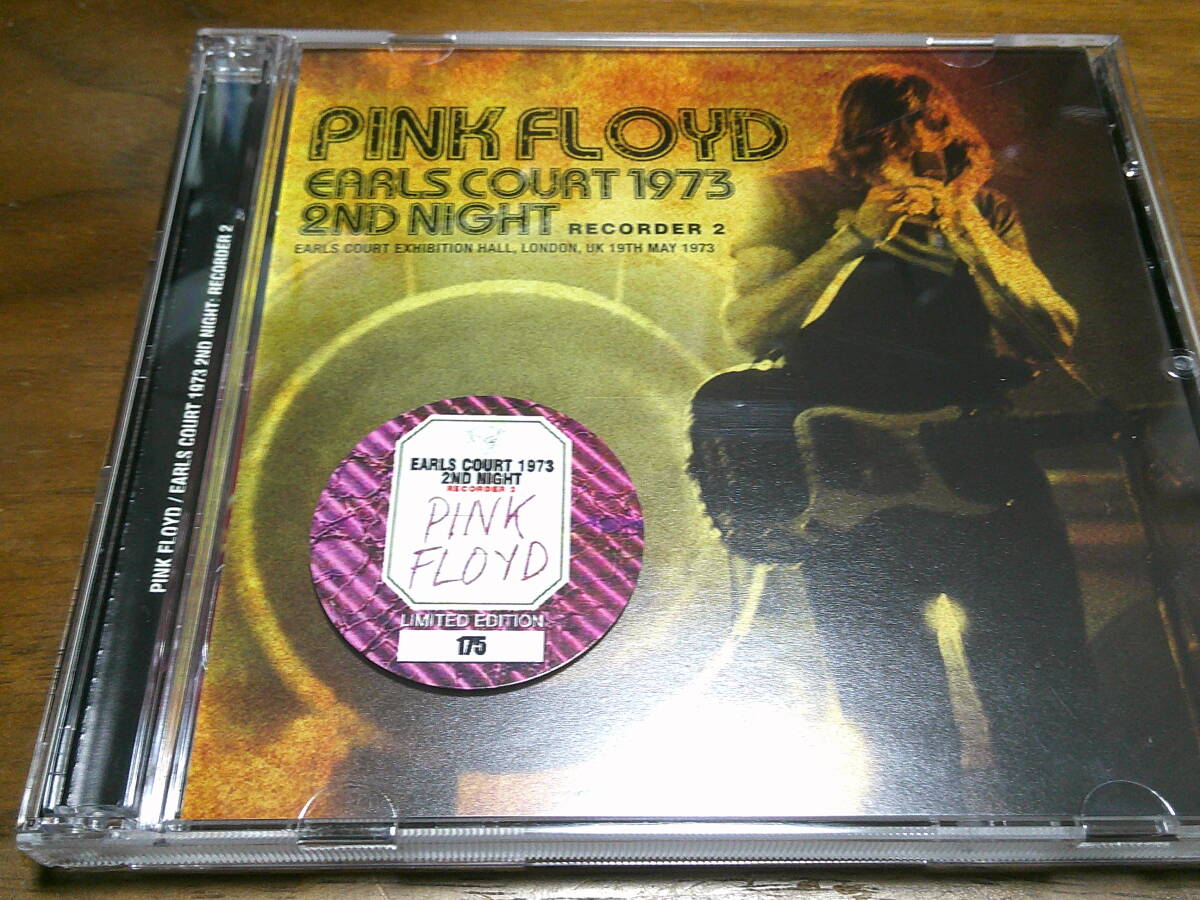 PINK FLOYD
EARLS COURT 1973
2ND NIGHT RECORDER 2
EARLS COURT EXHIBITION HALL, LONDON, UK 19TH MAY 1973
PINK FLOYD / EARLS COURT 1973 2ND NIGHT: RECORDER 2
EARLS COURT 1973
2ND NIGHT
RECORDER 2
PINK
FLOYD
LIMITED EDITION
175